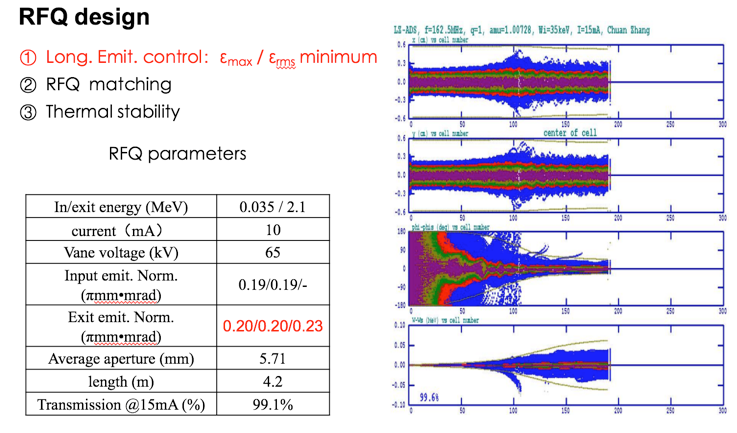 RFQ design
① Long. Emit. control: εmax / εrms minimum
② RFQ matching
③ Thermal stability
RFQ parameters
In/exit energy (MeV) 0.035 / 2.1
current（mA） 10
Vane voltage (kV) 65
Input emit. Norm.
(πmm•mrad) 0.19/0.19/-
Exit emit. Norm.
(πmm•mrad) 0.20/0.20/0.23
Average aperture (mm) 5.71
length (m) 4.2
Transmission @15mA (%) 99.1%
LS-ADS, f=162.5MHz, q=1, amu=1.00728, Wi=35keV, I=15mA, Chuan Zhang
x (cm) vs cell number
0.6
0.3
0.0
-0.3
-0.6
0 50 100 150 200 250 300
y (cm) vs cell number center of cell
0.6
0.3
0.0
-0.3
-0.6
0 50 100 150 200 250 300
phi-phis (deg) vs cell number
180
90
0
-90
-180
0 50 100 150 200 250 300
W-Ws (MeV) vs cell number
0.10
0.05
0.00
-0.05
-0.10
99.6%
0 50 100 150 200 250 300